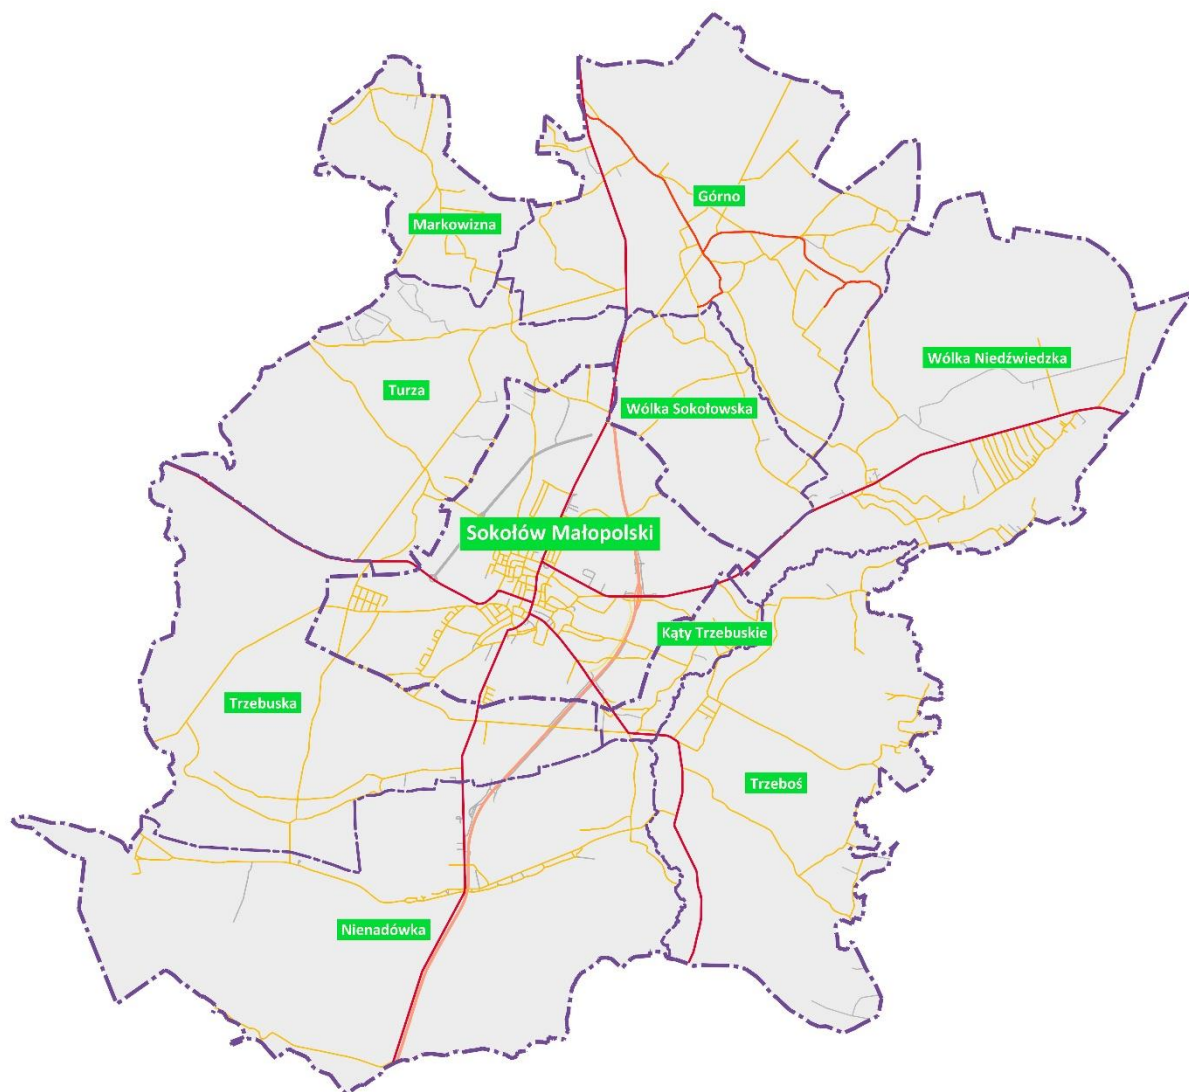 Górno
Markowizna
Wólka Niedźwiedzka
Turza
Wólka Sokołowska
Sokołów Małopolski
Kąty Trzebuskie
Trzebuska
Trzeboś
Nienadówka